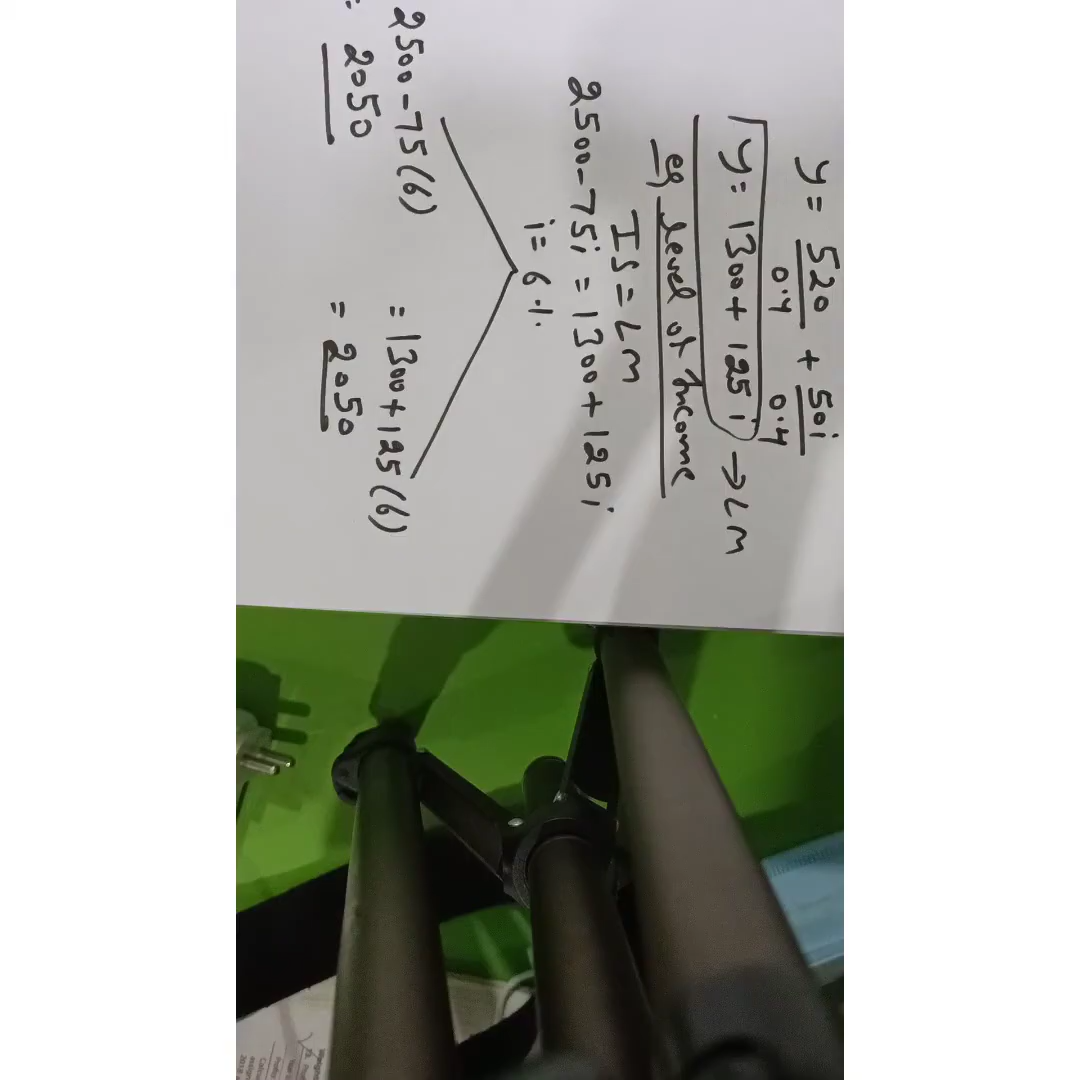 y = 520/0.4 + 50i/0.4
y = 1300 + 125i → LM
eq level of Income
IS = LM
2500 - 75i = 1300 + 125i
i = 6%
2500 - 75(6) = 1300 + 125(6)
= 2050 = 2050